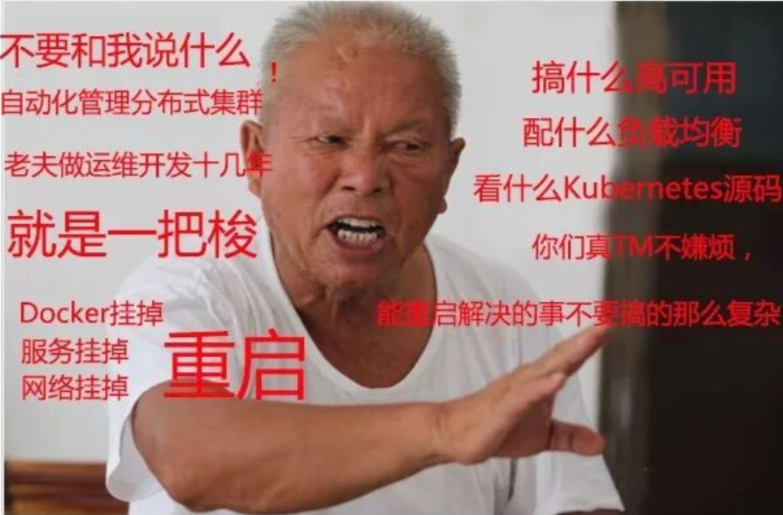 不要和我说什么
自动化管理分布式集群！
老夫做运维开发十几年
就是一把梭
Docker挂掉
服务挂掉
网络挂掉
重启
搞什么高可用
配什么负载均衡
看什么Kubernetes源码
你们真TM不嫌烦，
能重启解决的事不要搞的那么复杂